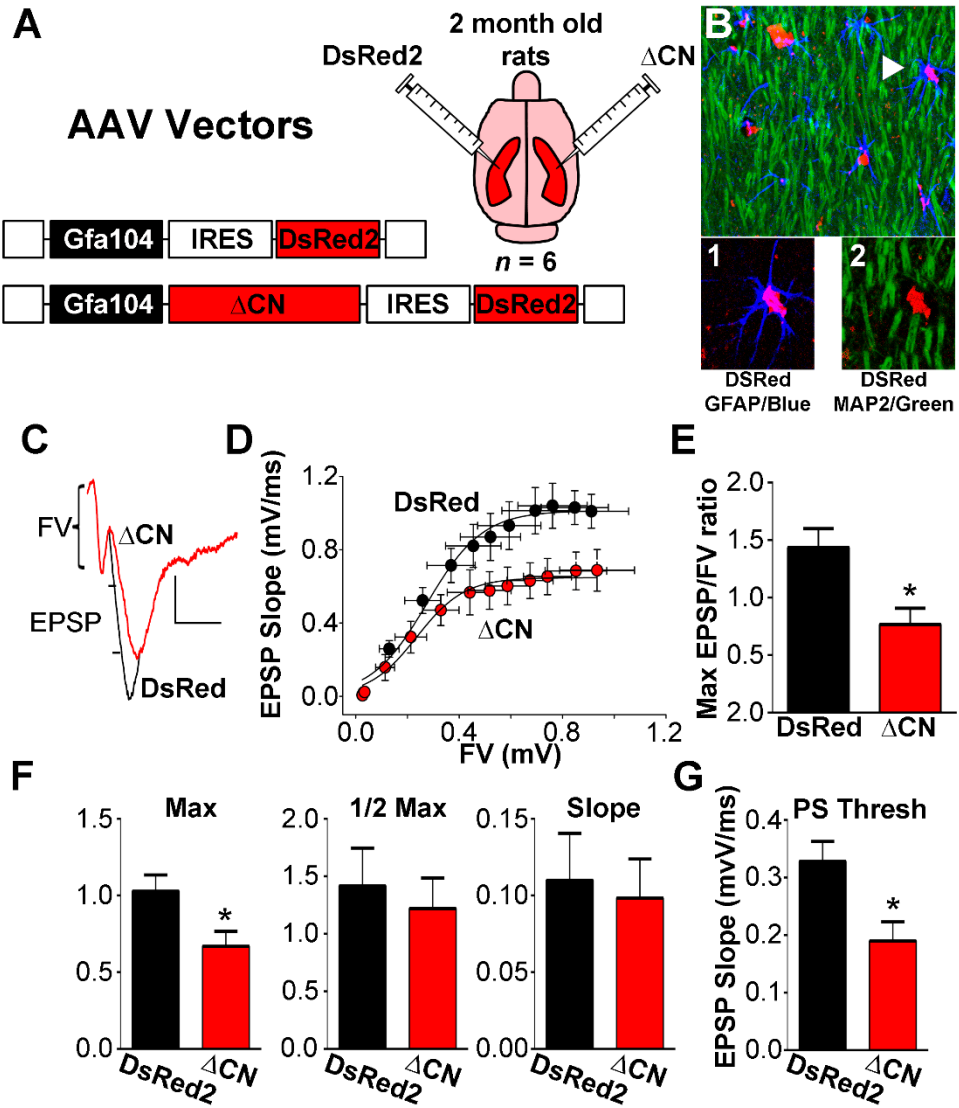 A
AAV Vectors
2 month old
rats
DsRed2
ΔCN
n = 6
Gfa104 IRES DsRed2
Gfa104 ΔCN IRES DsRed2
B
1
2
DSRed
GFAP/Blue
DSRed
MAP2/Green
C
FV
ΔCN
EPSP
DsRed
D
EPSP Slope (mV/ms)
1.2
0.8
0.4
0.0
DsRed
ΔCN
0.0 0.4 0.8 1.2
FV (mV)
E
Max EPSP/FV ratio
2.0
1.5
1.0
0.5
2.0
*
DsRed ΔCN
F
Max
1.5
1.0
0.5
0.0
*
DsRed2 ΔCN
1/2 Max
2.0
1.5
1.0
0.5
0.0
DsRed2 ΔCN
Slope
0.15
0.10
0.05
0.00
DsRed2 ΔCN
G
PS Thresh
EPSP Slope (mvV/ms)
0.4
0.3
0.2
0.1
0.0
*
DsRed2 ΔCN